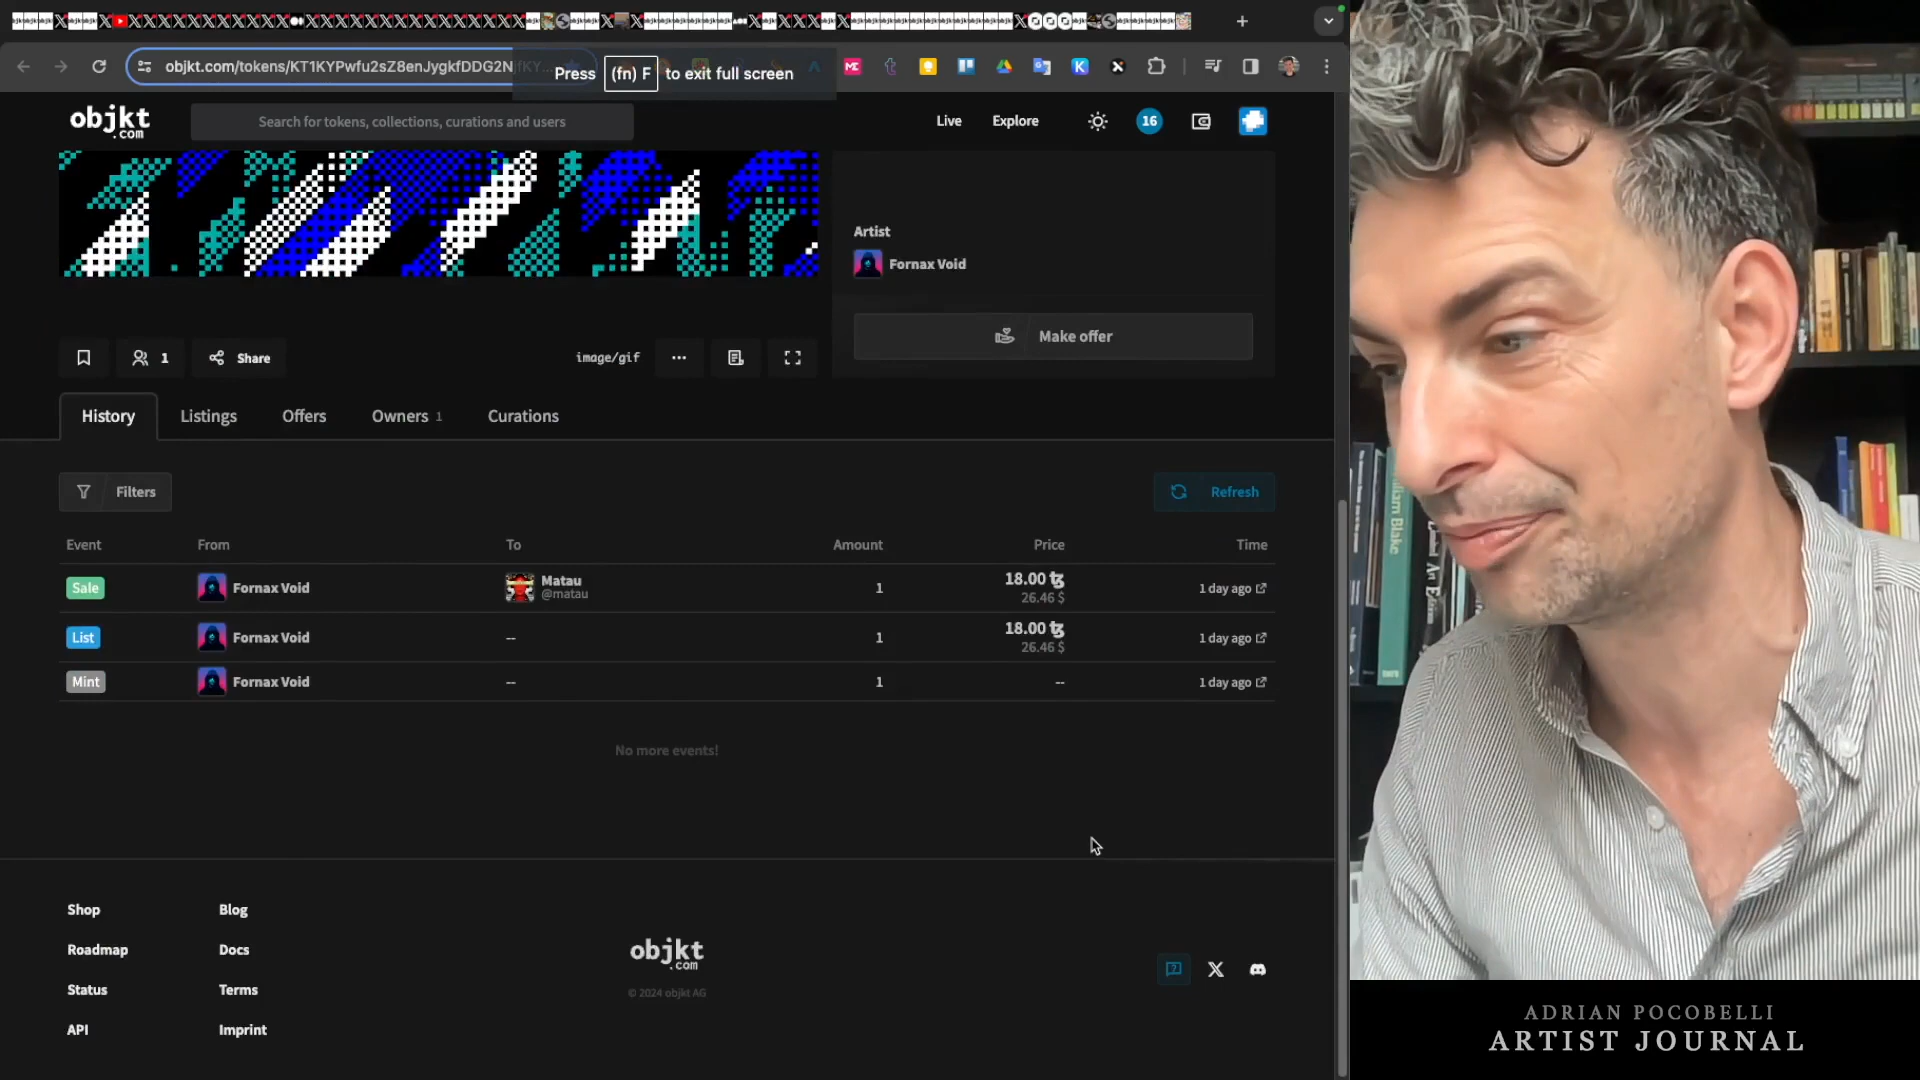 objkt.com/tokens/KT1KYPwfu2sZ8enJygkfDDG2N
Press (fn) F to exit full screen
objkt
.com
Search for tokens, collections, curations and users
Live
Explore
16
Artist
Fornax Void
Make offer
1
Share
image/gif
History
Listings
Offers
Owners 1
Curations
Filters
Refresh
Event From To Amount Price Time
Sale Fornax Void Matau 1 18.00 ꜩ 1 day ago
@matau 26.46 $
List Fornax Void -- 1 18.00 ꜩ 1 day ago
26.46 $
Mint Fornax Void -- 1 -- 1 day ago
No more events!
Shop
Blog
Roadmap
Docs
Status
Terms
API
Imprint
objkt
.com
© 2024 objkt AG
William Blake
ADRIAN POCOBELLI
ARTIST JOURNAL